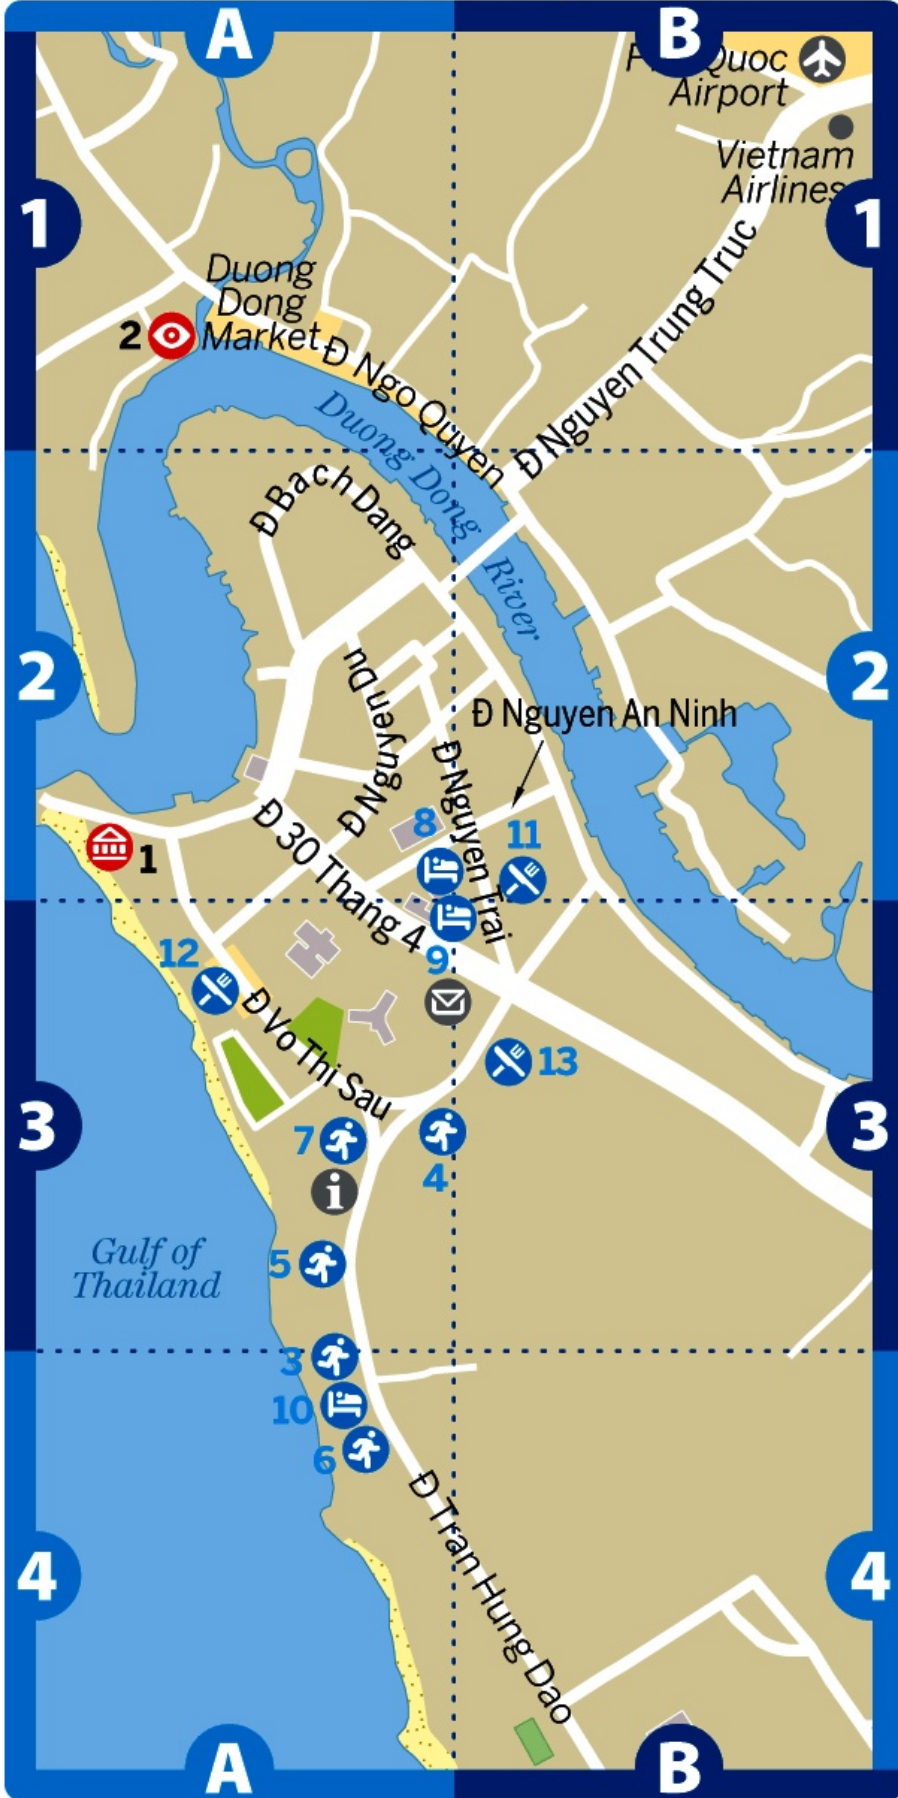 A
B
Phu Quoc
Airport
Vietnam
Airlines
1
1
Duong
Dong
Market
2
Đ Ngo Quyen
Đ Nguyen Trung Truc
Duong Dong
River
Đ Bach Dang
2
2
Đ Nguyen Du
Đ Nguyen An Ninh
Đ Nguyen Trai
8
11
Đ 30 Thang 4
1
9
12
Đ Vo Thi Sau
13
3
3
7
4
i
Gulf of
Thailand
5
3
10
6
Đ Tran Hung Dao
4
4
A
B